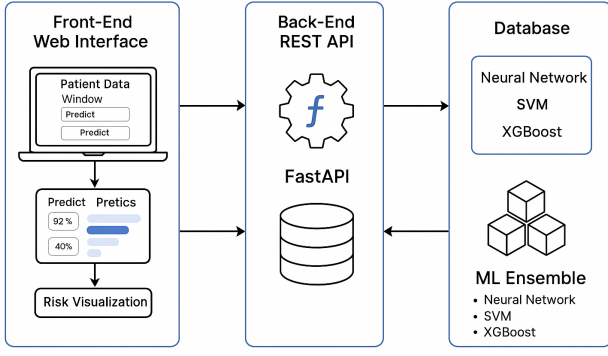 Front-End
Web Interface
Patient Data
Window
Predict
Predict
Predict Pretics
92 %
40%
Risk Visualization
Back-End
REST API
f
FastAPI
Database
Neural Network
SVM
XGBoost
ML Ensemble
• Neural Network
• SVM
• XGBoost